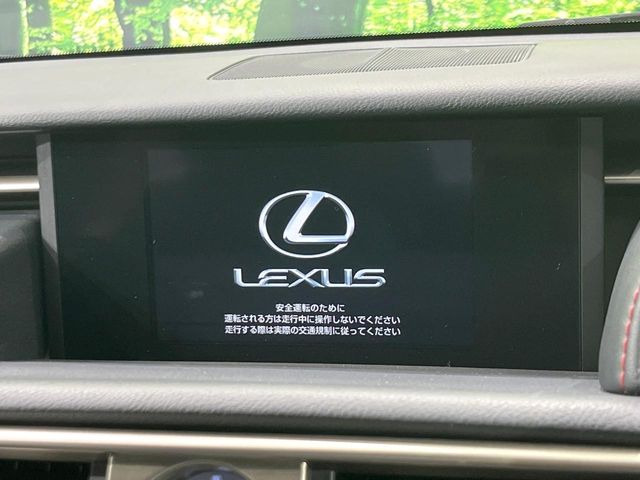 LEXUS
安全運転のために
運転される方は走行中に操作しないでください
走行する際は実際の交通規制に従ってください